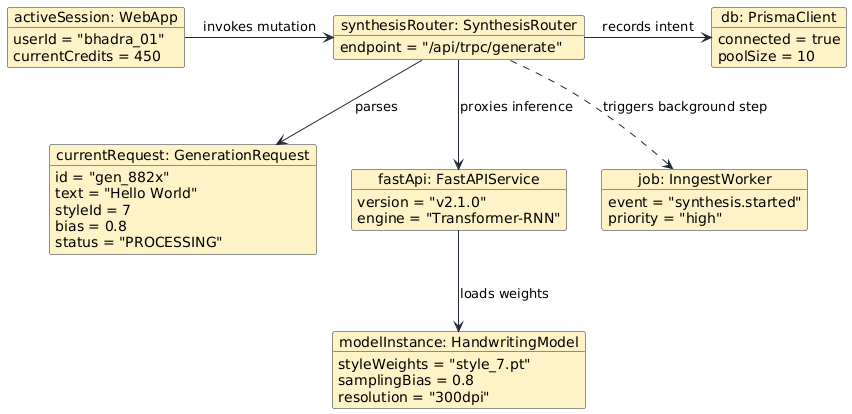 activeSession: WebApp
userId = "bhadra_01"
currentCredits = 450
invokes mutation
synthesisRouter: SynthesisRouter
endpoint = "/api/trpc/generate"
records intent
db: PrismaClient
connected = true
poolSize = 10
parses
proxies inference
triggers background step
currentRequest: GenerationRequest
id = "gen_882x"
text = "Hello World"
styleId = 7
bias = 0.8
status = "PROCESSING"
fastApi: FastAPIService
version = "v2.1.0"
engine = "Transformer-RNN"
job: InngestWorker
event = "synthesis.started"
priority = "high"
loads weights
modelInstance: HandwritingModel
styleWeights = "style_7.pt"
samplingBias = 0.8
resolution = "300dpi"